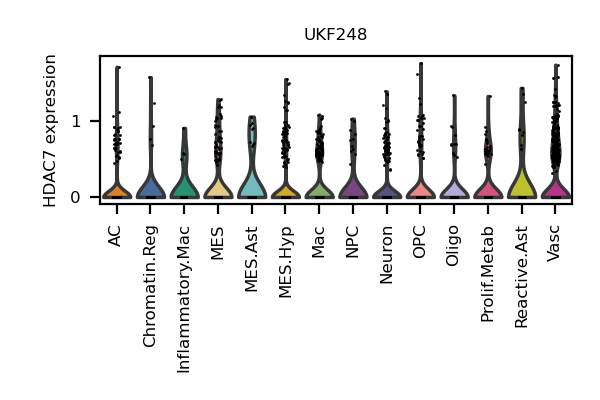 UKF248
HDAC7 expression
1
0
AC
Chromatin.Reg
Inflammatory.Mac
MES
MES.Ast
MES.Hyp
Mac
NPC
Neuron
OPC
Oligo
Prolif.Metab
Reactive.Ast
Vasc